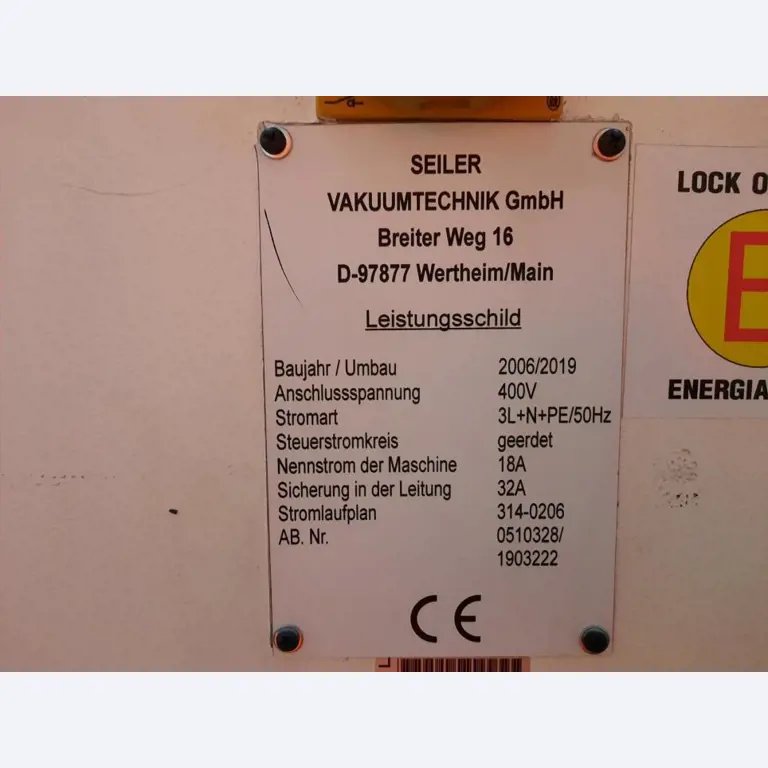 SEILER
VAKUUMTECHNIK GmbH
Breiter Weg 16
D-97877 Wertheim/Main
Leistungsschild
Baujahr / Umbau 2006/2019
Anschlussspannung 400V
Stromart 3L+N+PE/50Hz
Steuerstromkreis geerdet
Nennstrom der Maschine 18A
Sicherung in der Leitung 32A
Stromlaufplan 314-0206
AB. Nr. 0510328/
1903222
CE
LOCK
E
ENERGIA